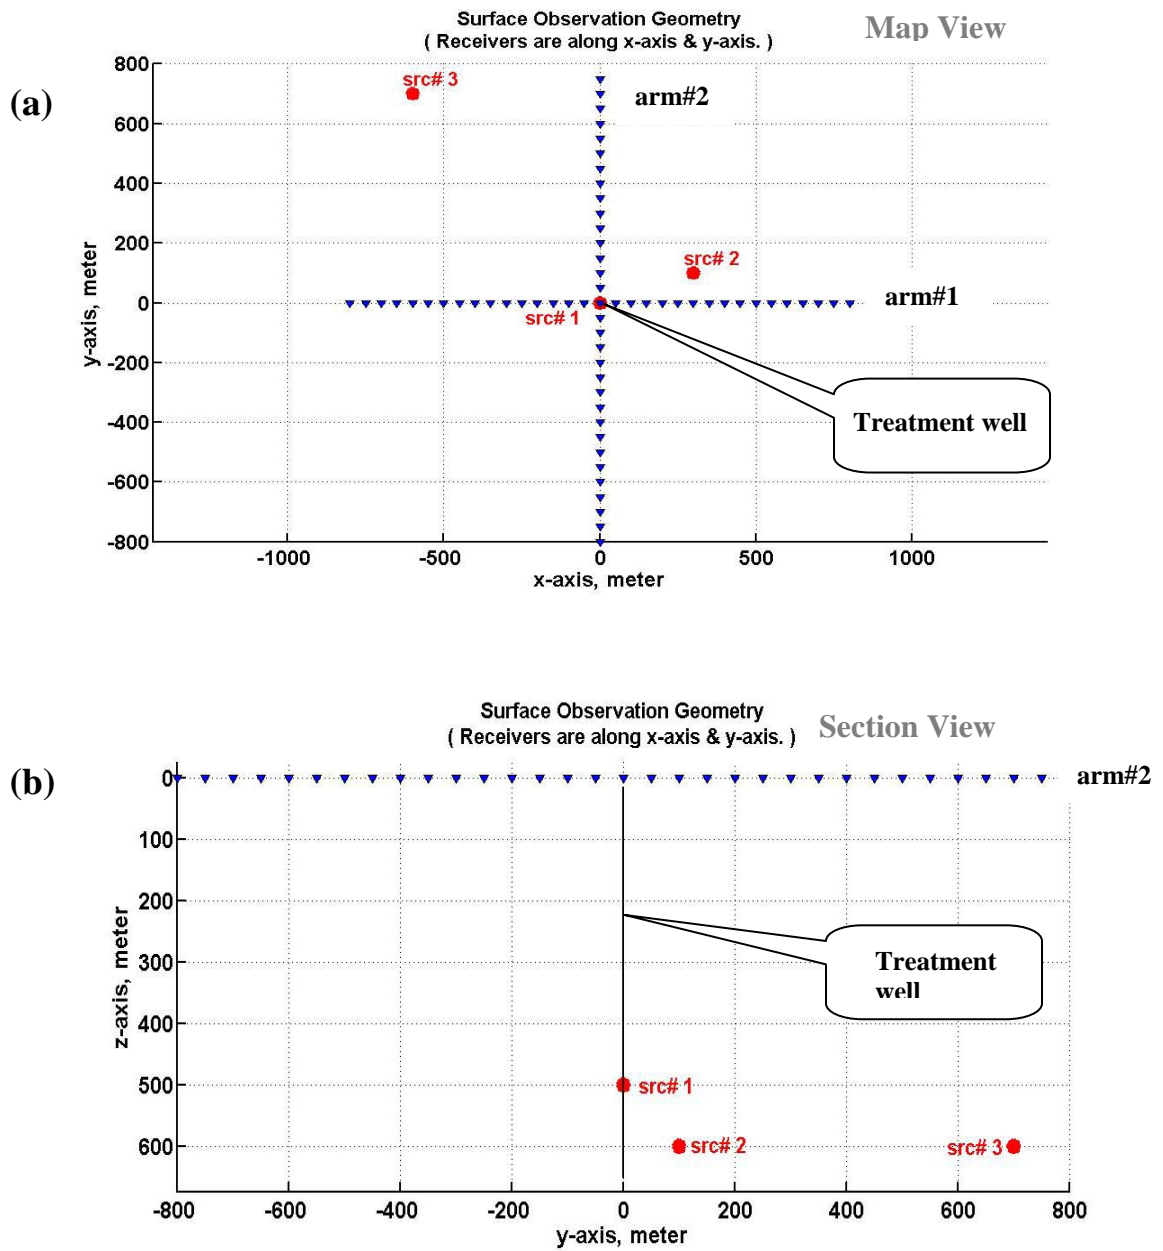 Surface Observation Geometry
( Receivers are along x-axis & y-axis. )
Map View
(a)
800
600
400
200
0
-200
-400
-600
-800
y-axis, meter
src# 3
arm#2
src# 2
arm#1
src# 1
Treatment well
-1000
-500
0
500
1000
x-axis, meter
Surface Observation Geometry
( Receivers are along x-axis & y-axis. )
Section View
(b)
0
100
200
300
400
500
600
z-axis, meter
arm#2
Treatment
well
src# 1
src# 2
src# 3
-800
-600
-400
-200
0
200
400
600
800
y-axis, meter